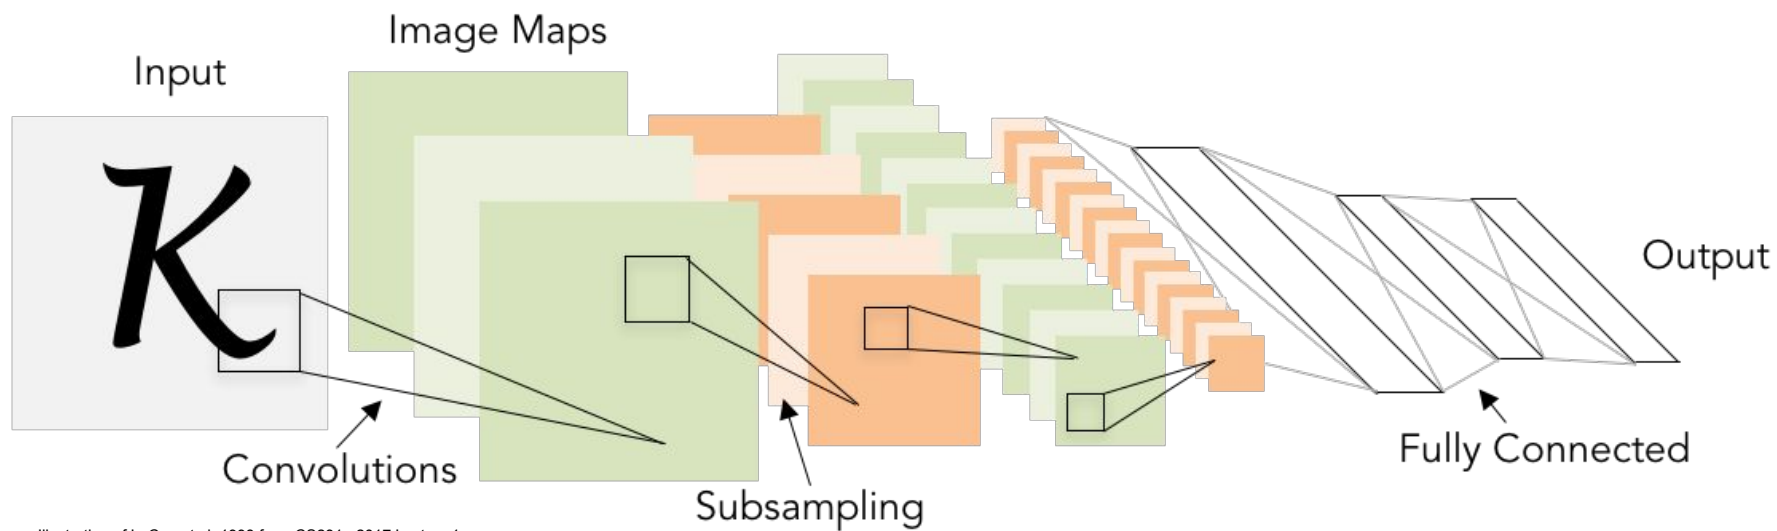 Image Maps
Input
K
Output
Convolutions
Fully Connected
Subsampling